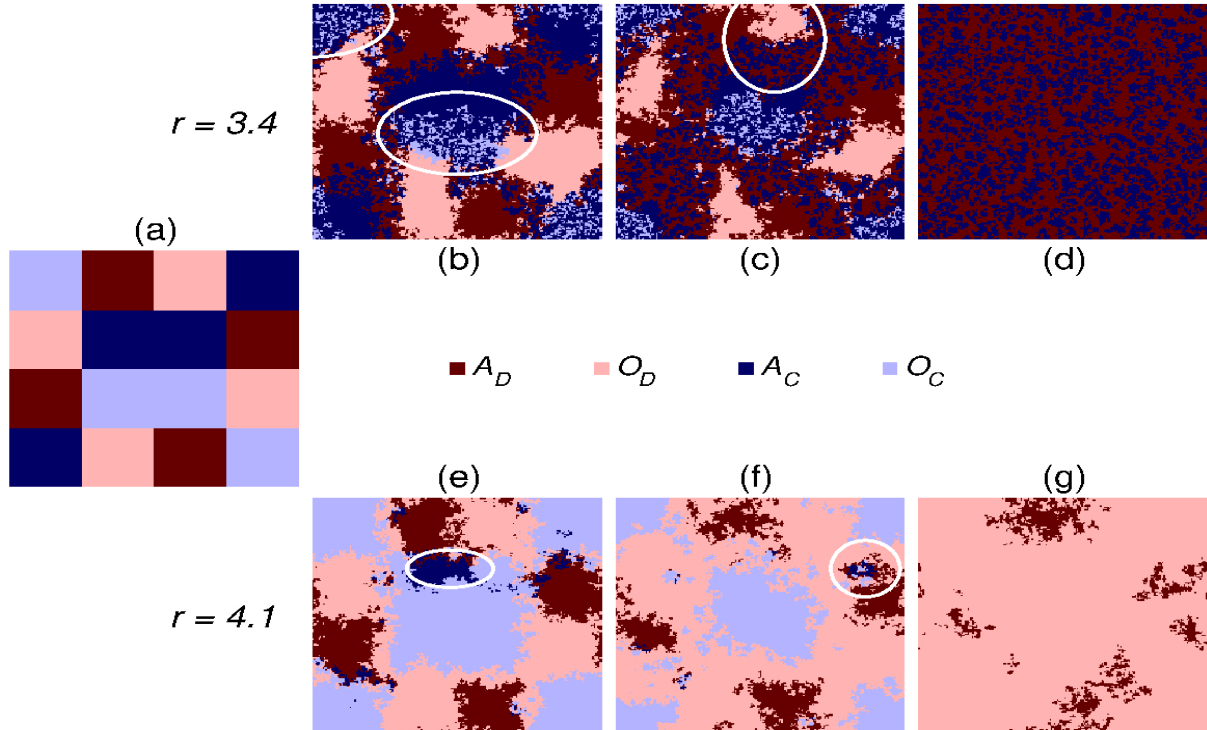 r = 3.4
(a)
(b)
(c)
(d)
A_D
O_D
A_C
O_C
(e)
(f)
(g)
r = 4.1